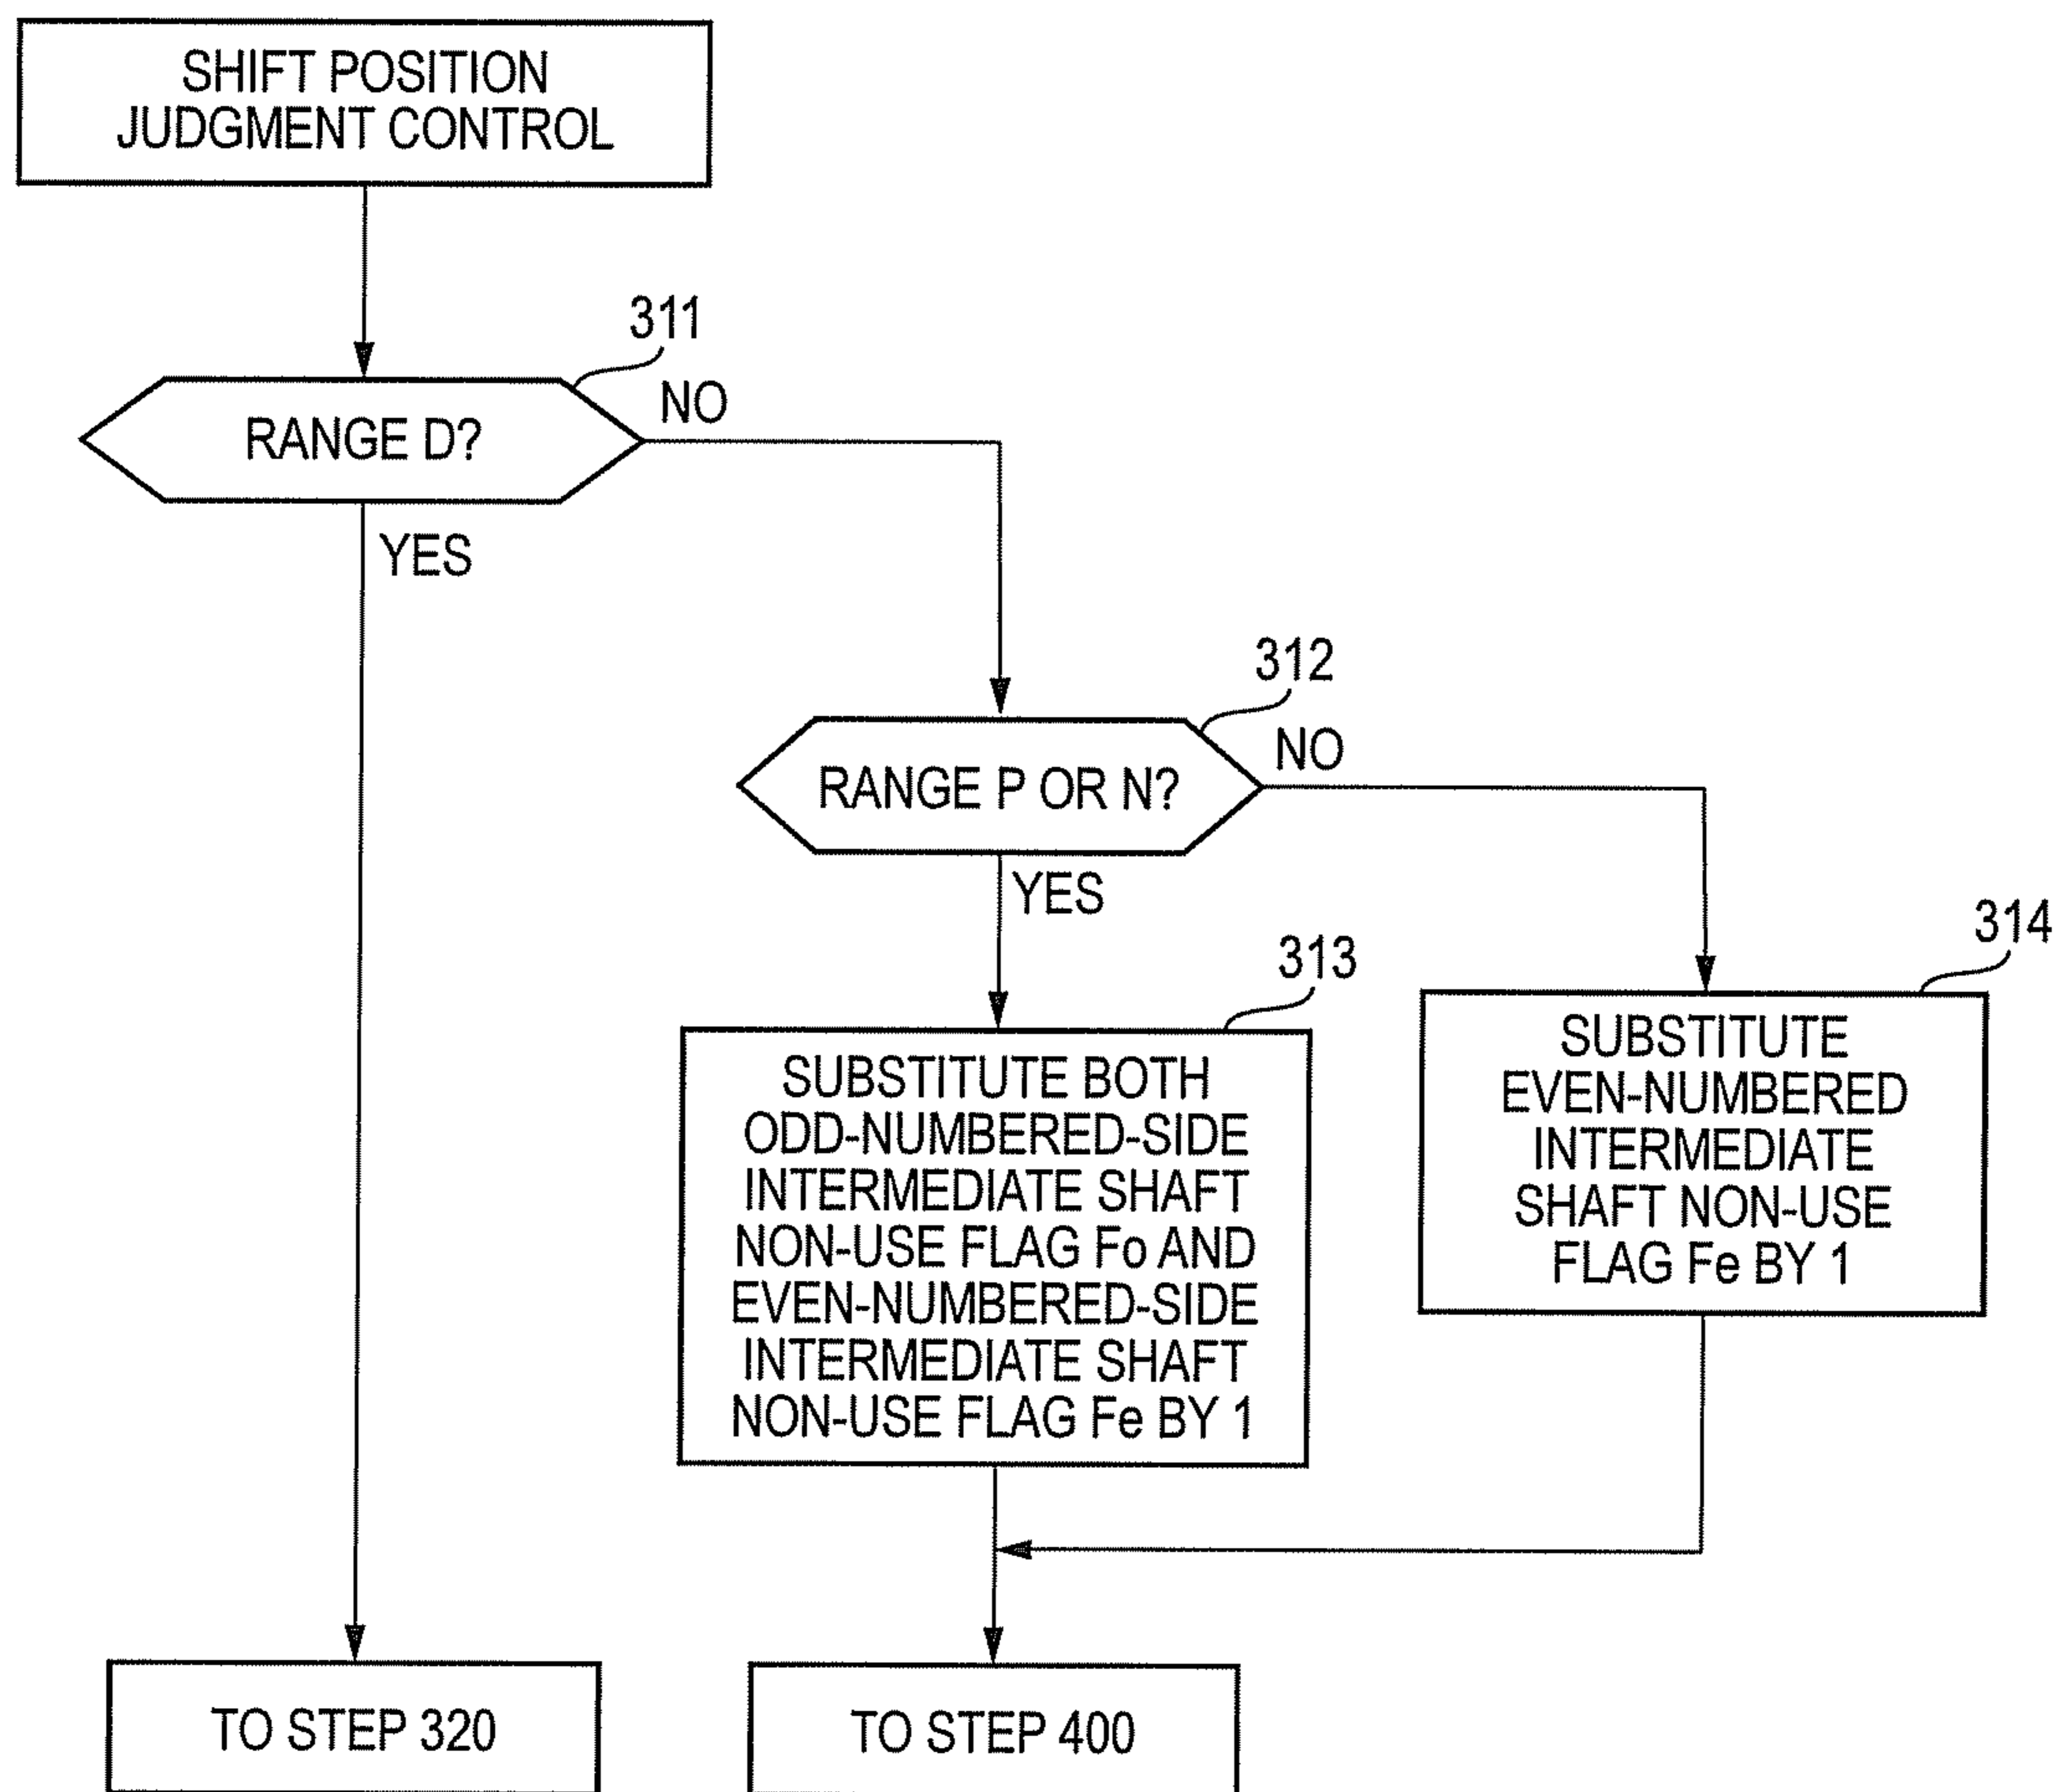 SHIFT POSITION
JUDGMENT CONTROL
311
RANGE D?
NO
YES
312
RANGE P OR N?
NO
YES
313
SUBSTITUTE BOTH
ODD-NUMBERED-SIDE
INTERMEDIATE SHAFT
NON-USE FLAG Fo AND
EVEN-NUMBERED-SIDE
INTERMEDIATE SHAFT
NON-USE FLAG Fe BY 1
314
SUBSTITUTE
EVEN-NUMBERED
INTERMEDIATE
SHAFT NON-USE
FLAG Fe BY 1
TO STEP 320
TO STEP 400